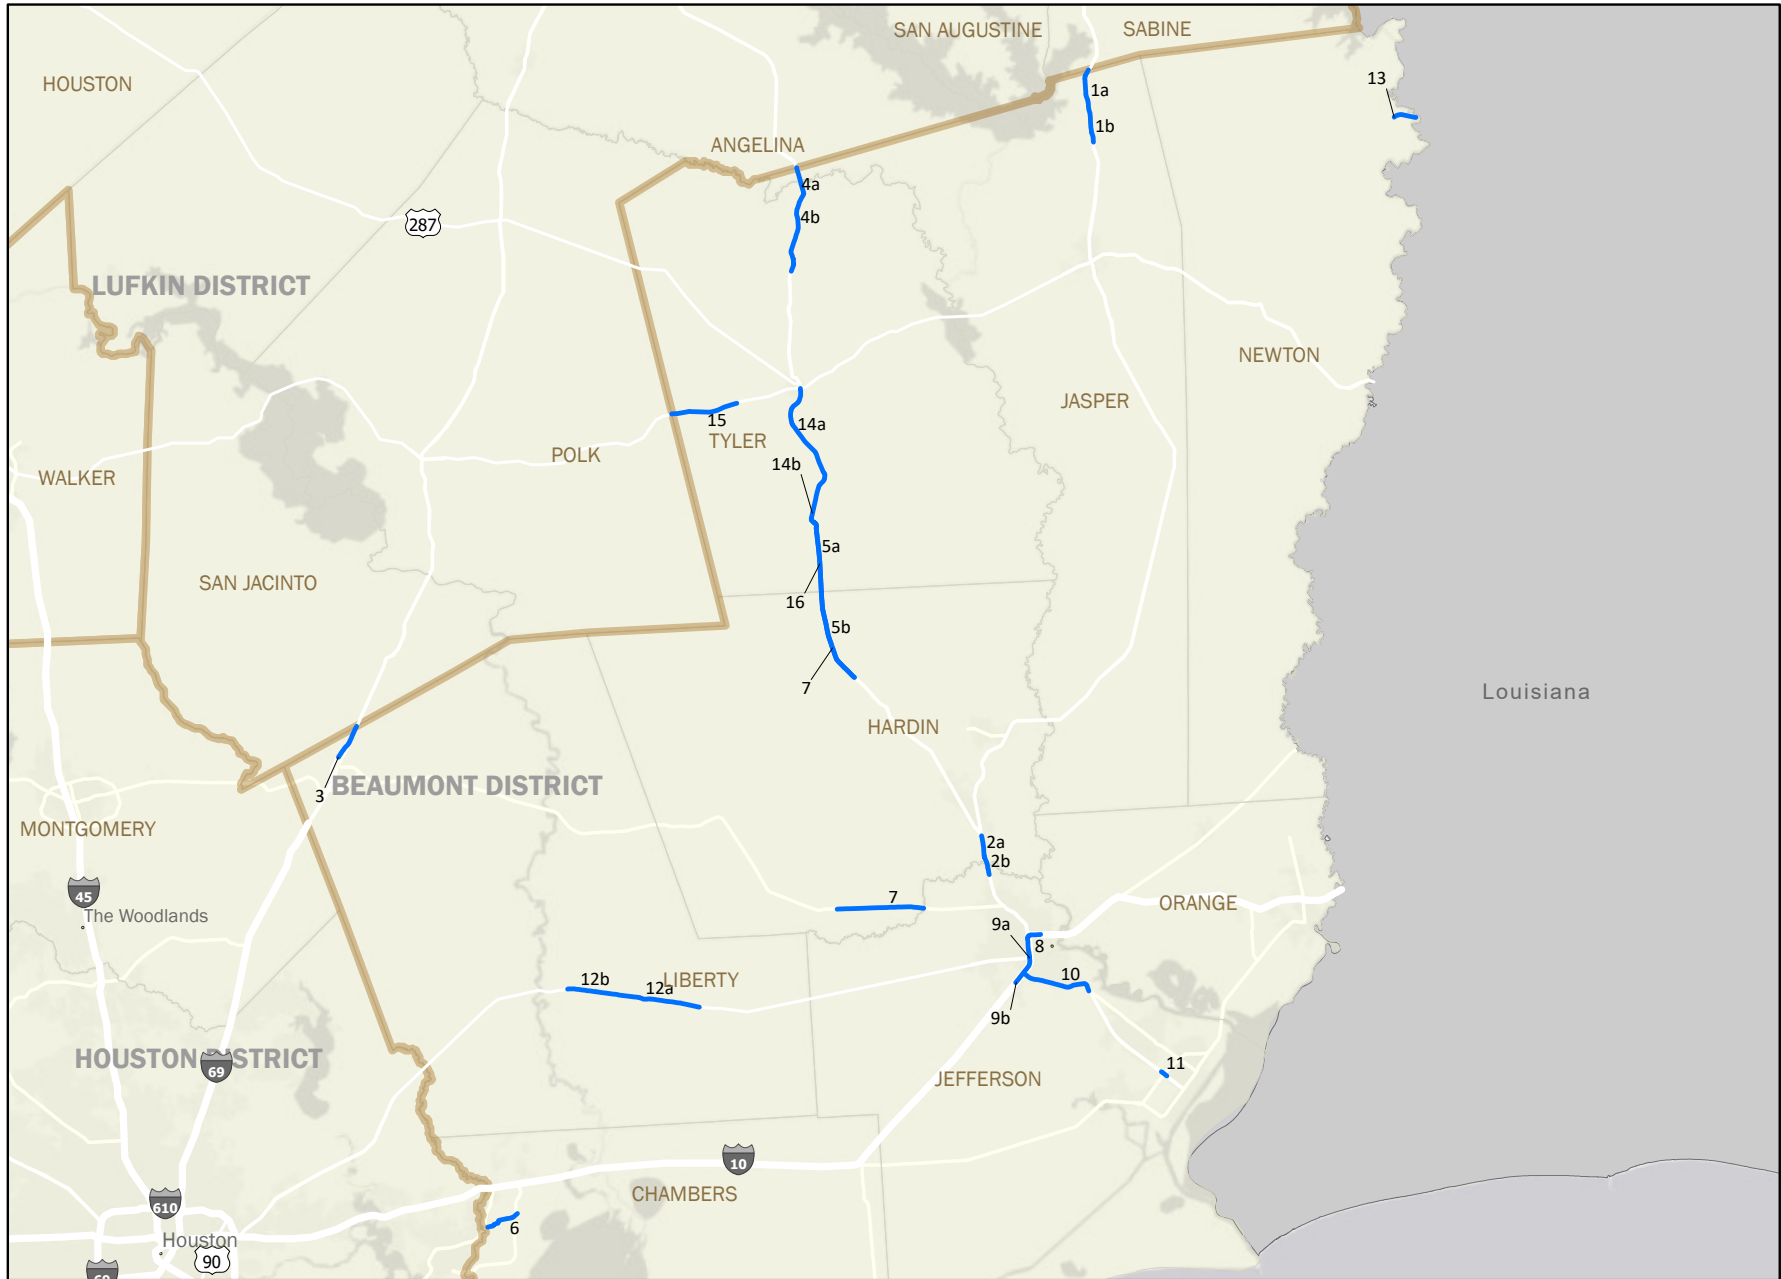 SAN AUGUSTINE
SABINE
HOUSTON
13
1a
1b
ANGELINA
4a
4b
287
LUFKIN DISTRICT
NEWTON
JASPER
15
14a
TYLER
POLK
14b
WALKER
5a
SAN JACINTO
16
5b
7
Louisiana
HARDIN
BEAUMONT DISTRICT
3
MONTGOMERY
2a
2b
45
The Woodlands
7
ORANGE
9a
8
12b
12a
LIBERTY
10
9b
HOUSTON DISTRICT
69
11
JEFFERSON
10
CHAMBERS
610
6
Houston
90